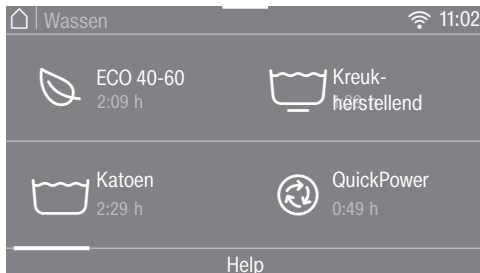 Wassen 11:02
ECO 40-60
2:09 h
Kreuk-
herstellend
Katoen
2:29 h
QuickPower
0:49 h
Help